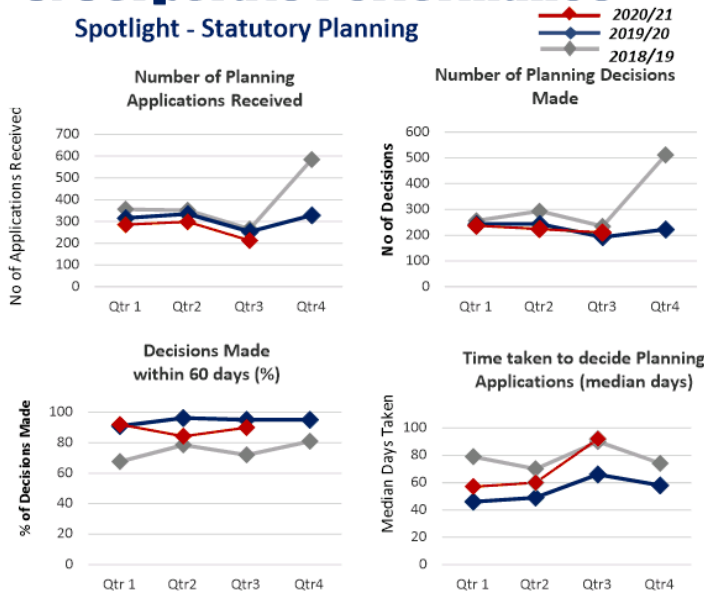 Spotlight - Statutory Planning
2020/21
2019/20
2018/19
Number of Planning
Applications Received
No of Applications Received
700
600
500
400
300
200
100
0
Qtr 1
Qtr2
Qtr3
Qtr4
Number of Planning Decisions
Made
No of Decisions
600
500
400
300
200
100
0
Qtr 1
Qtr2
Qtr3
Qtr4
Decisions Made
within 60 days (%)
% of Decisions Made
100
80
60
40
20
0
Qtr 1
Qtr2
Qtr3
Qtr4
Time taken to decide Planning
Applications (median days)
Median Days Taken
100
80
60
40
20
0
Qtr 1
Qtr2
Qtr3
Qtr4